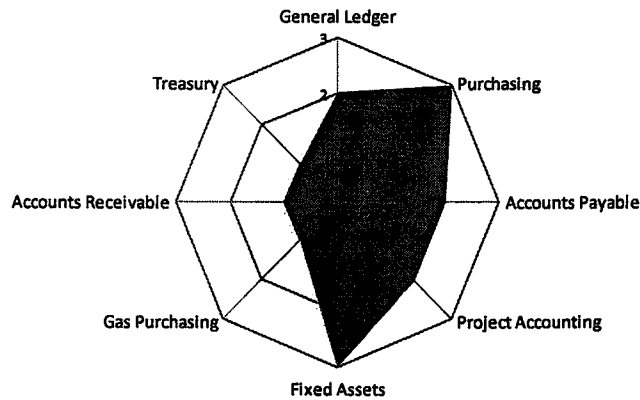 General Ledger
3
Treasury
Purchasing
2
Accounts Receivable
Accounts Payable
Gas Purchasing
Project Accounting
Fixed Assets